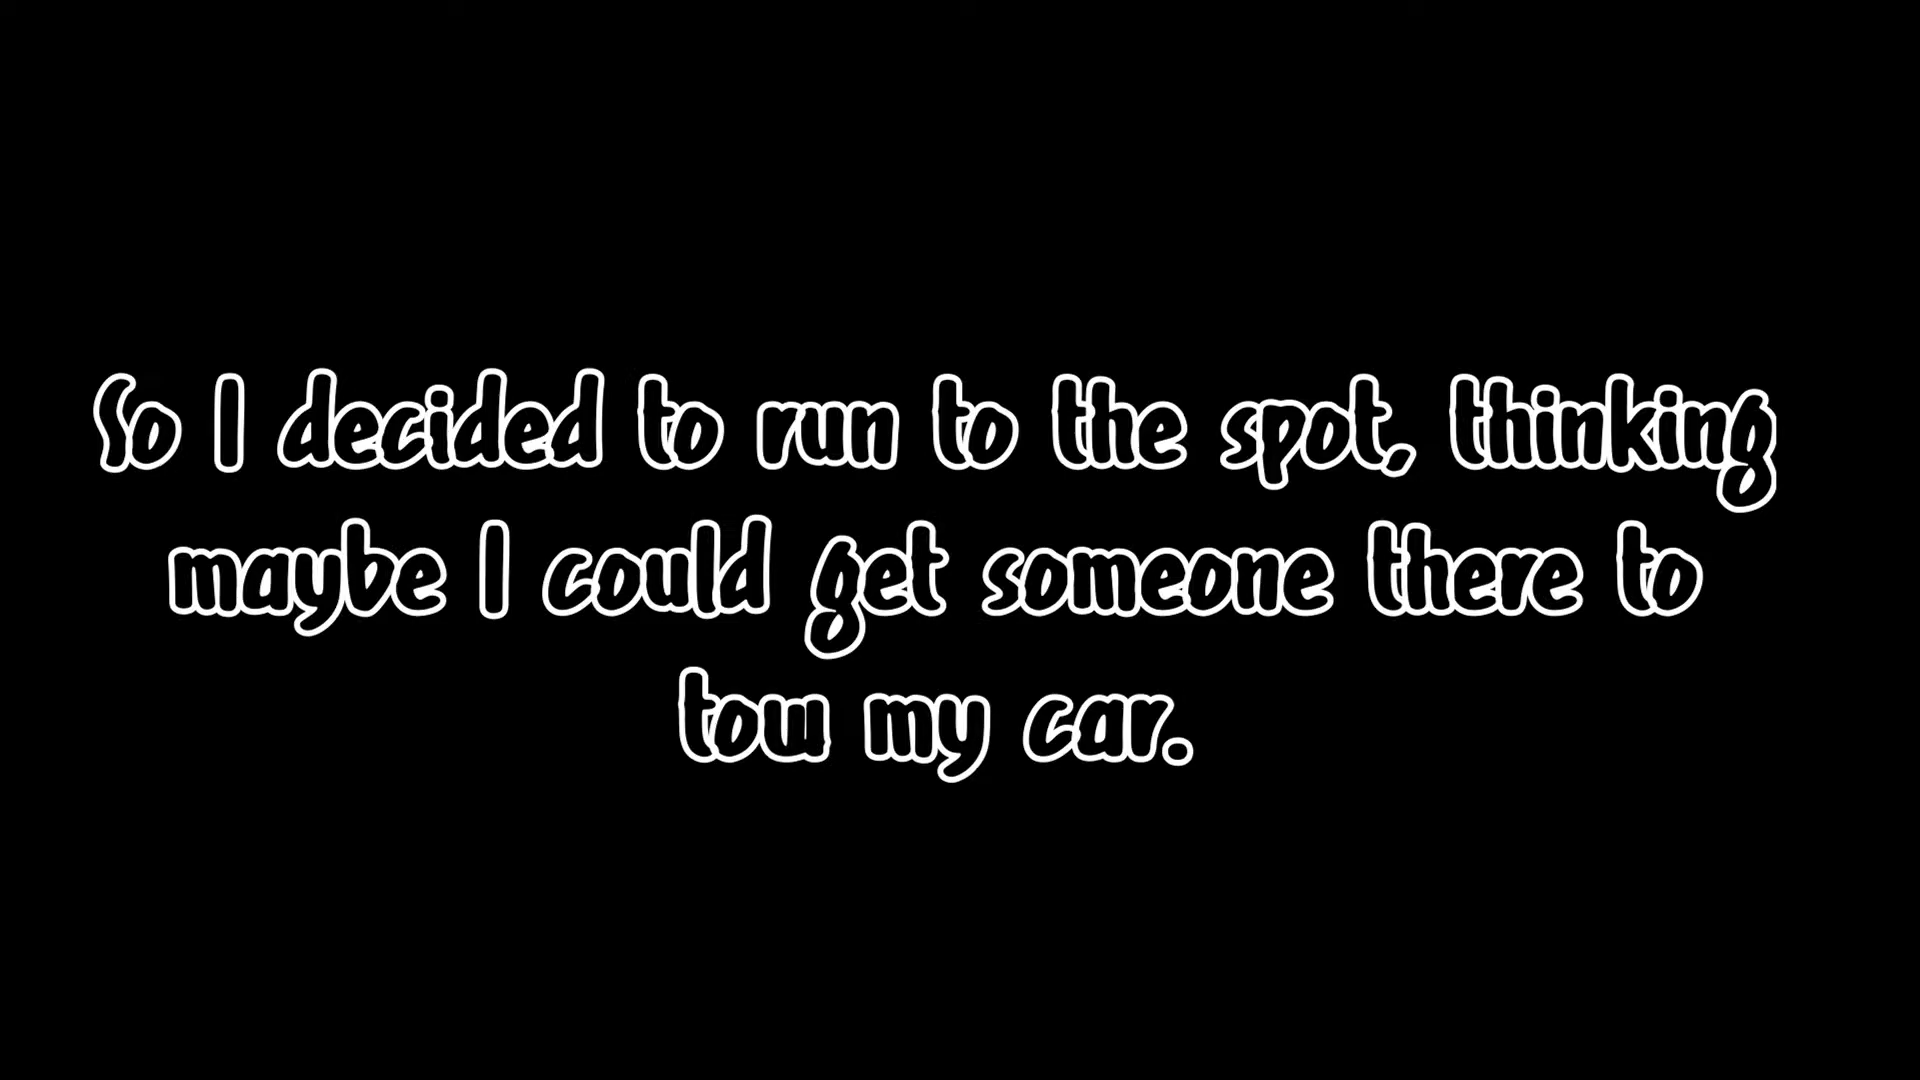 So I decided to run to the spot, thinking
maybe I could get someone there to
tow my car.